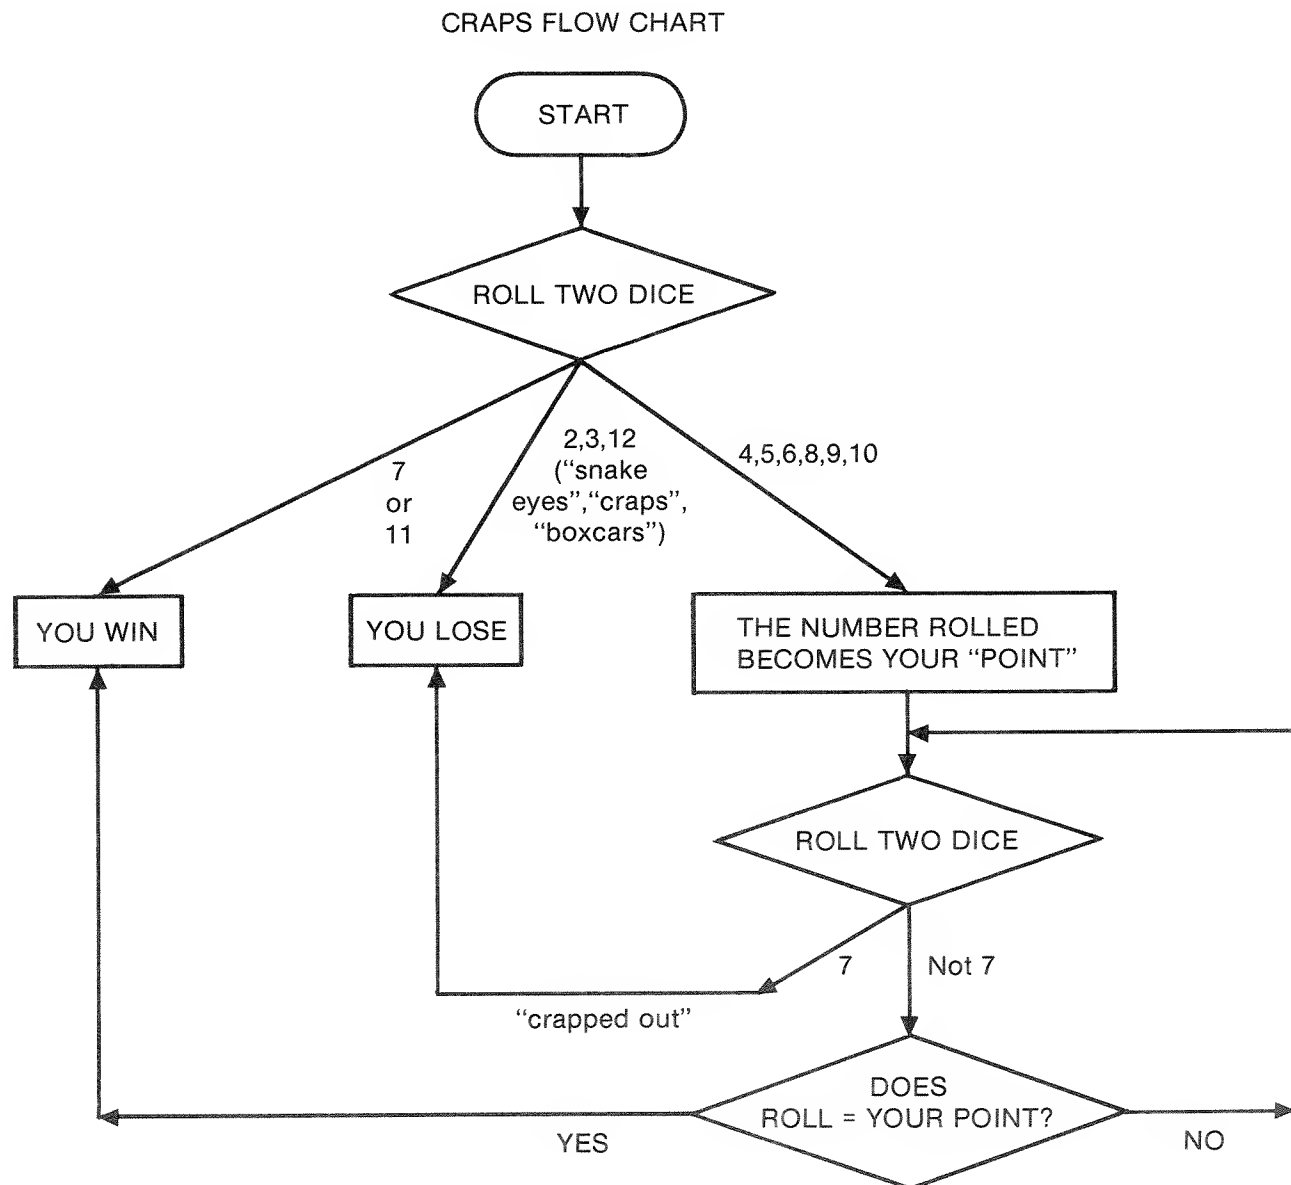 CRAPS FLOW CHART
START
ROLL TWO DICE
7
or
11
2,3,12
(“snake
eyes”,“craps”,
“boxcars”)
4,5,6,8,9,10
YOU WIN
YOU LOSE
THE NUMBER ROLLED
BECOMES YOUR “POINT”
ROLL TWO DICE
7
Not 7
“crapped out”
DOES
ROLL = YOUR POINT?
YES
NO